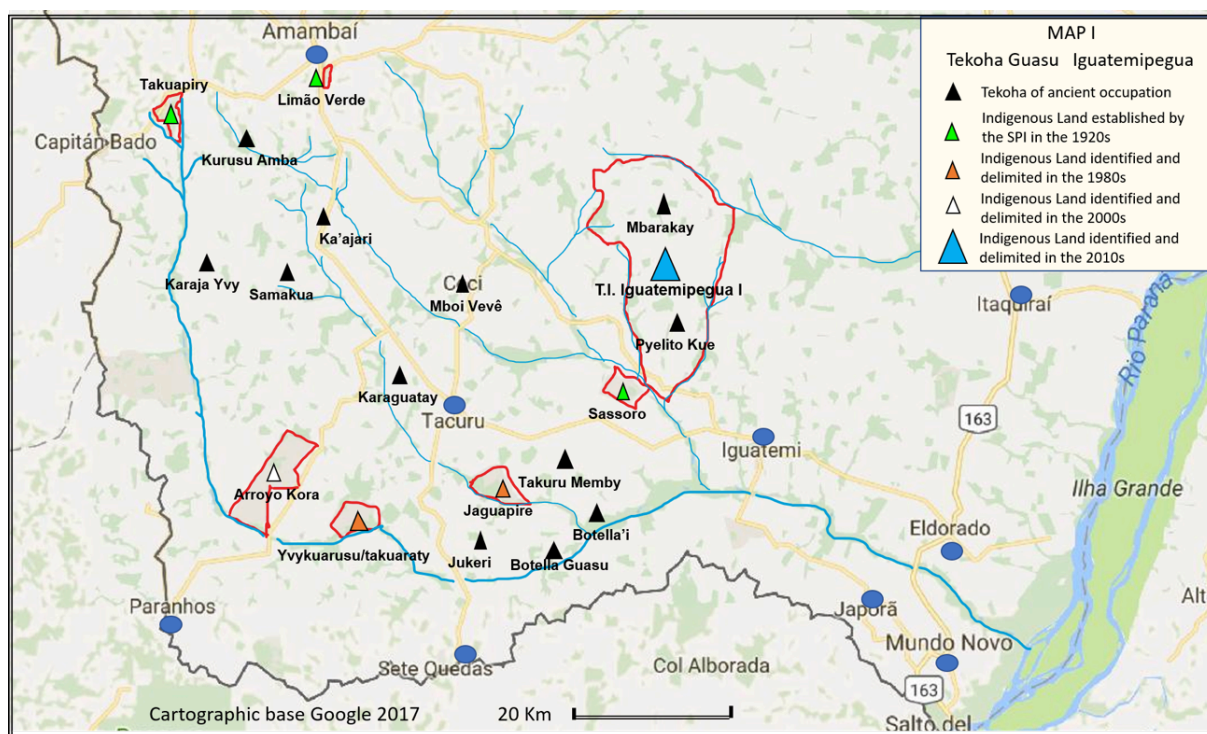 MAP I
Tekoha Guasu Iguatemipegua
Tekoha of ancient occupation
Indigenous Land established
by the SPI in the 1920s
Indigenous Land identified and
delimited in the 1980s
Indigenous Land identified and
delimited in the 2000s
Indigenous Land identified and
delimited in the 2010s
Amambaí
Takuapiry
Limão Verde
Capitán Bado
Kurusu Amba
Mbarakay
Ka'ajari
Karaja Yvy
Samakua
Mboi Vevê
T.I. Iguatemipegua I
Itaquiraí
Rio Parana
Pyelito Kue
Karaguatay
Sassoro
Tacuru
163
Iguatemi
Takuru Memby
Arroyo Kora
Jaguapire
Ilha Grande
Botella'i
Eldorado
Yvykuarusu/takuaraty
Jukeri
Botella Guasu
Paranhos
Japorã
Alt
Mundo Novo
Sete Quedas
Col Alborada
163
Cartographic base Google 2017
20 Km
Salto del